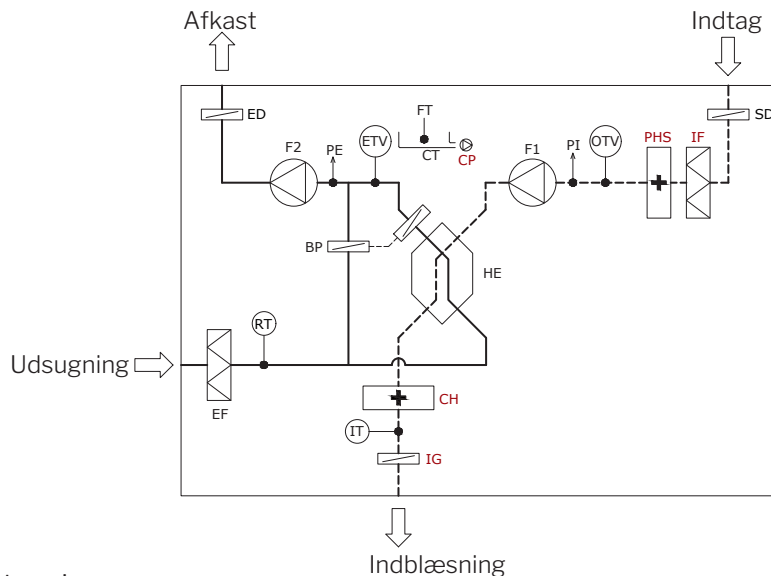 Afkast
Indtag
ED
SD
FT
F2
PE
ETV
CT
CP
F1
PI
OTV
PHS
IF
BP
HE
RT
Udsugning
EF
CH
IT
IG
Indblæsning